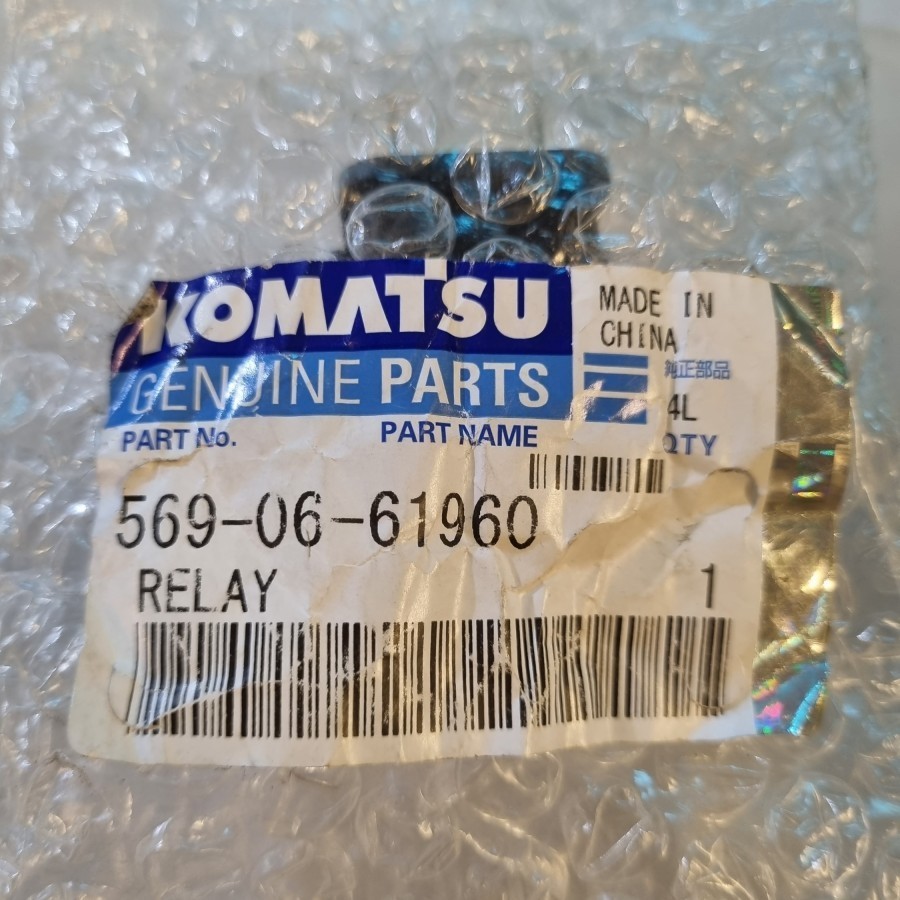 KOMATSU
MADE IN
CHINA
GENUINE PARTS
純正部品
4L
PART No.
PART NAME
QTY
569-06-61960
RELAY
1